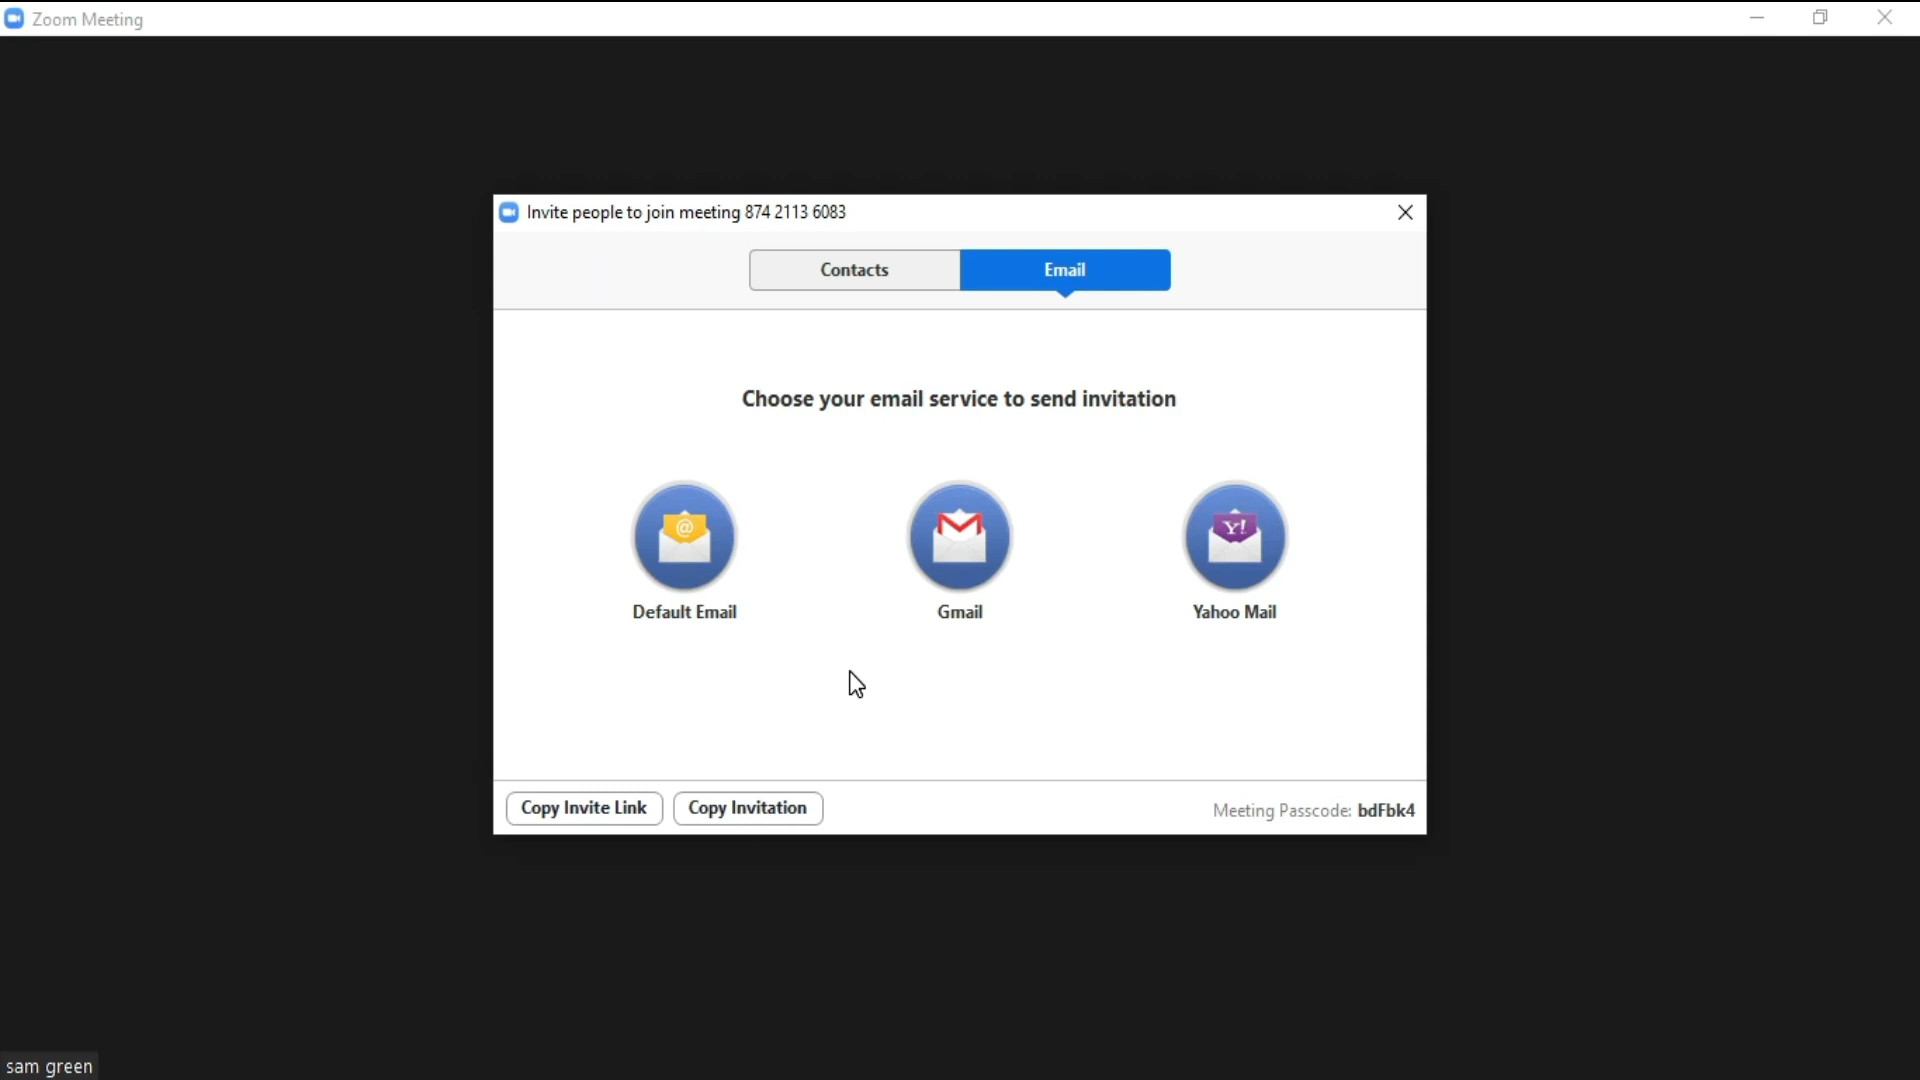 Zoom Meeting
Invite people to join meeting 874 2113 6083
Contacts
Email
Choose your email service to send invitation
@
Y!
Default Email
Gmail
Yahoo Mail
Copy Invite Link
Copy Invitation
Meeting Passcode: bdFbk4
sam green